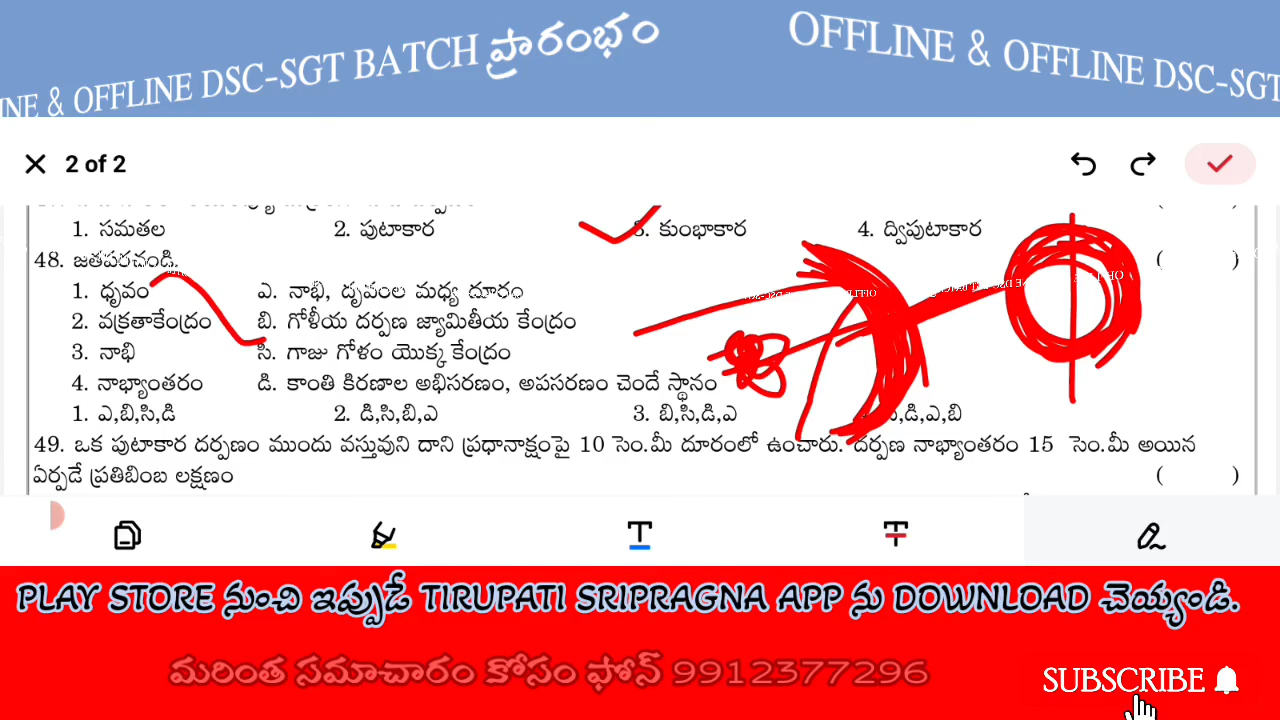 OFFLINE & OFFLINE DSC-SGT
INE & OFFLINE DSC-SGT BATCH ప్రారంభం
2 of 2
1. సమతల 2. పుటాకార 3. కుంభాకార 4. ద్విపుటాకార
48. జతపరచండి. ( )
1. ధృవం ఎ. నాభి, దృవంల మధ్య దూరం
2. వక్రతాకేంద్రం బి. గోళీయ దర్పణ జ్యామితీయ కేంద్రం
3. నాభి సి. గాజు గోళం యొక్క కేంద్రం
4. నాభ్యాంతరం డి. కాంతి కిరణాల అభిసరణం, అపసరణం చెందే స్థానం
1. ఎ,బి,సి,డి 2. డి,సి,బి,ఎ 3. బి,సి,డి,ఎ ,డి,ఎ,బి
49. ఒక పుటాకార దర్పణం ముందు వస్తువుని దాని ప్రధానాక్షంపై 10 సెం.మీ దూరంలో ఉంచారు. దర్పణ నాభ్యాంతరం 15 సెం.మీ అయిన
ఏర్పడే ప్రతిబింబ లక్షణం ( )
PLAY STORE నుంచి ఇప్పుడే TIRUPATI SRIPRAGNA APP ను DOWNLOAD చెయ్యండి.
మరింత సమాచారం కోసం ఫోన్ 9912377296
SUBSCRIBE